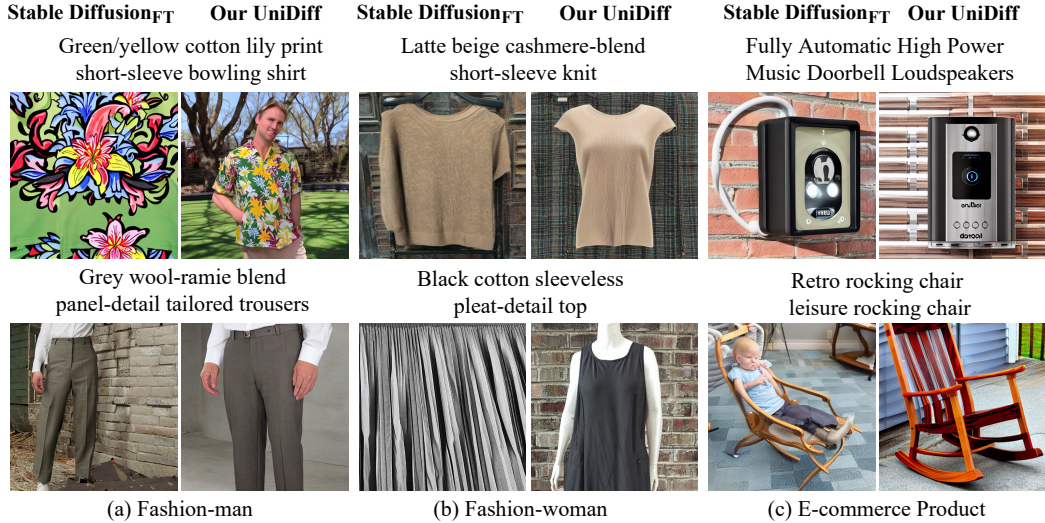 Stable DiffusionFT Our UniDiff Stable DiffusionFT Our UniDiff Stable DiffusionFT Our UniDiff
Green/yellow cotton lily print
short-sleeve bowling shirt
Latte beige cashmere-blend
short-sleeve knit
Fully Automatic High Power
Music Doorbell Loudspeakers
Grey wool-ramie blend
panel-detail tailored trousers
Black cotton sleeveless
pleat-detail top
Retro rocking chair
leisure rocking chair
(a) Fashion-man
(b) Fashion-woman
(c) E-commerce Product